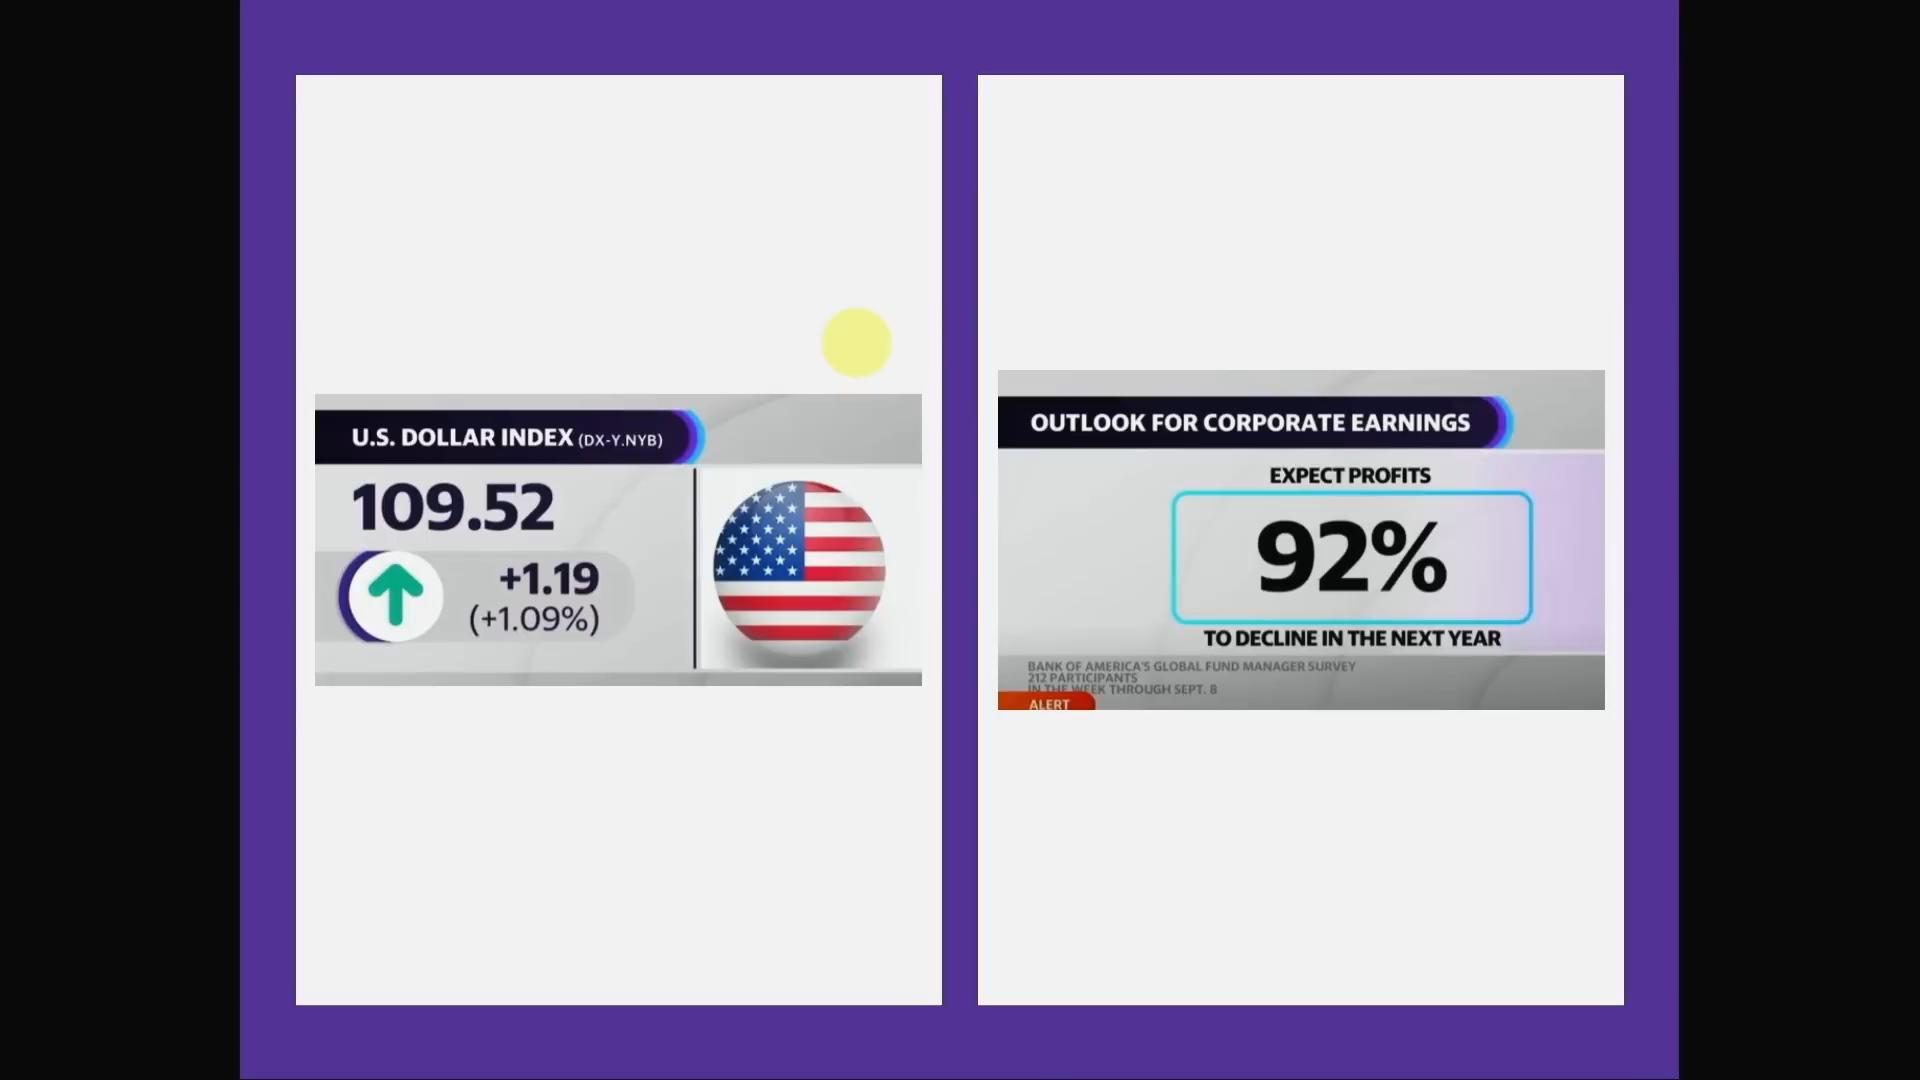 U.S. DOLLAR INDEX (DX-Y.NYB)
109.52
+1.19
(+1.09%)
OUTLOOK FOR CORPORATE EARNINGS
EXPECT PROFITS
92%
TO DECLINE IN THE NEXT YEAR
BANK OF AMERICA'S GLOBAL FUND MANAGER SURVEY
212 PARTICIPANTS
IN THE WEEK THROUGH SEPT. 8
ALERT